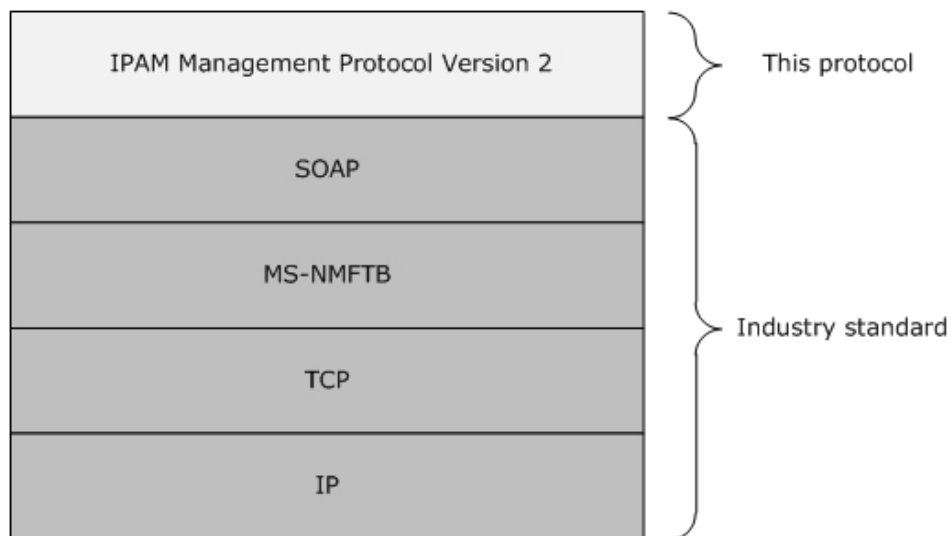 IPAM Management Protocol Version 2
This protocol
SOAP
MS-NMFTB
Industry standard
TCP
IP